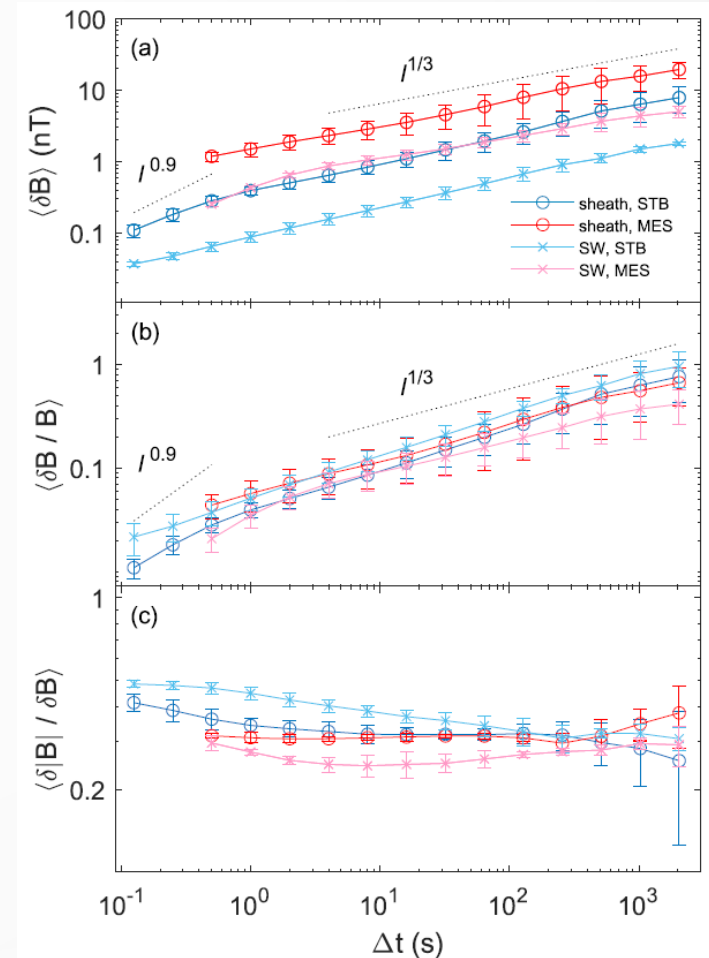 (a)
100
10
1
0.1
⟨δB⟩ (nT)
l^0.9
l^1/3
sheath, STB
sheath, MES
SW, STB
SW, MES
(b)
1
0.1
⟨δB / B⟩
l^0.9
l^1/3
(c)
1
0.2
⟨δ|B| / δB⟩
10^-1 10^0 10^1 10^2 10^3
Δt (s)